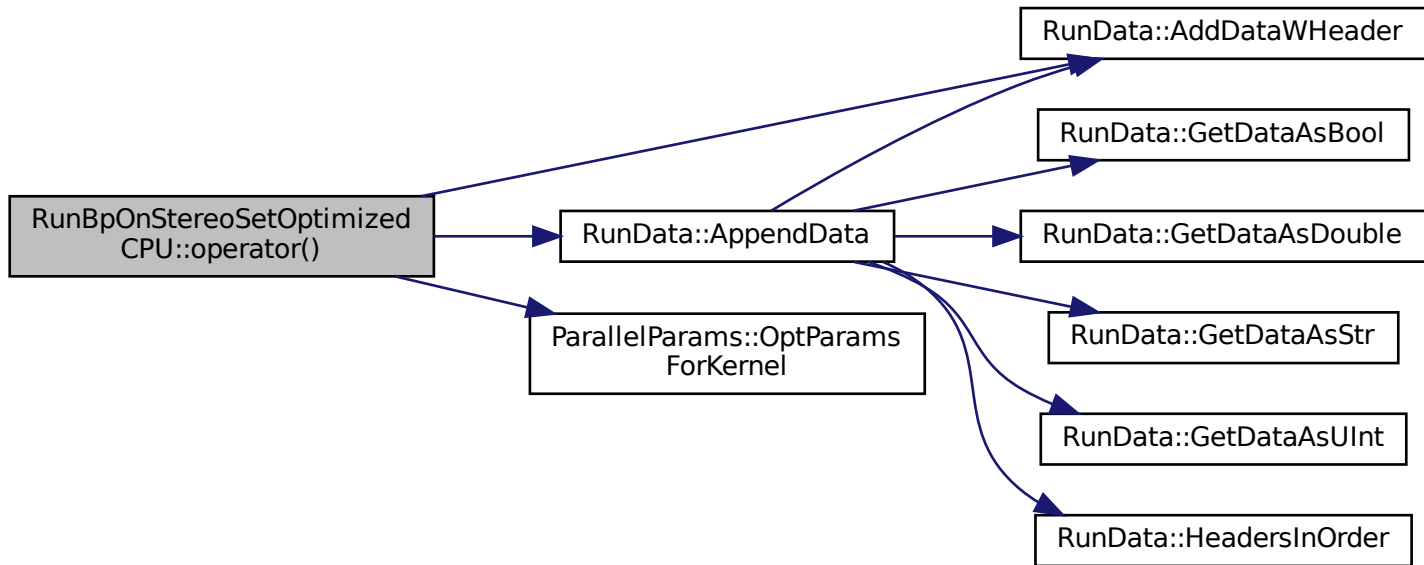 RunData::AddDataWHeader
RunData::GetDataAsBool
RunBpOnStereoSetOptimized
CPU::operator()
RunData::AppendData
RunData::GetDataAsDouble
ParallelParams::OptParams
ForKernel
RunData::GetDataAsStr
RunData::GetDataAsUInt
RunData::HeadersInOrder